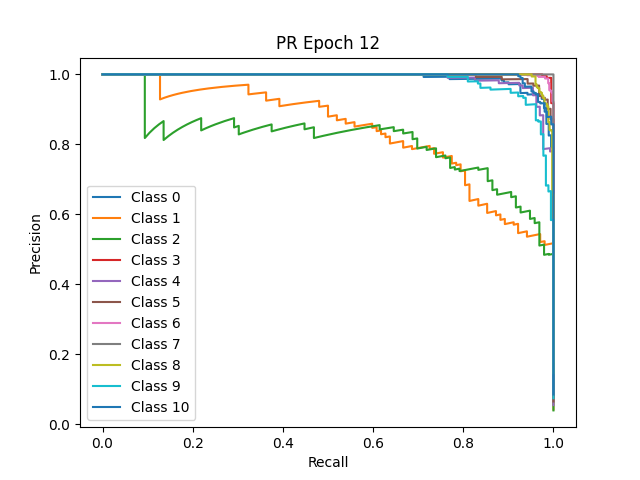 PR Epoch 12
Precision
1.0
0.8
0.6
0.4
0.2
0.0
Class 0
Class 1
Class 2
Class 3
Class 4
Class 5
Class 6
Class 7
Class 8
Class 9
Class 10
0.0 0.2 0.4 0.6 0.8 1.0
Recall